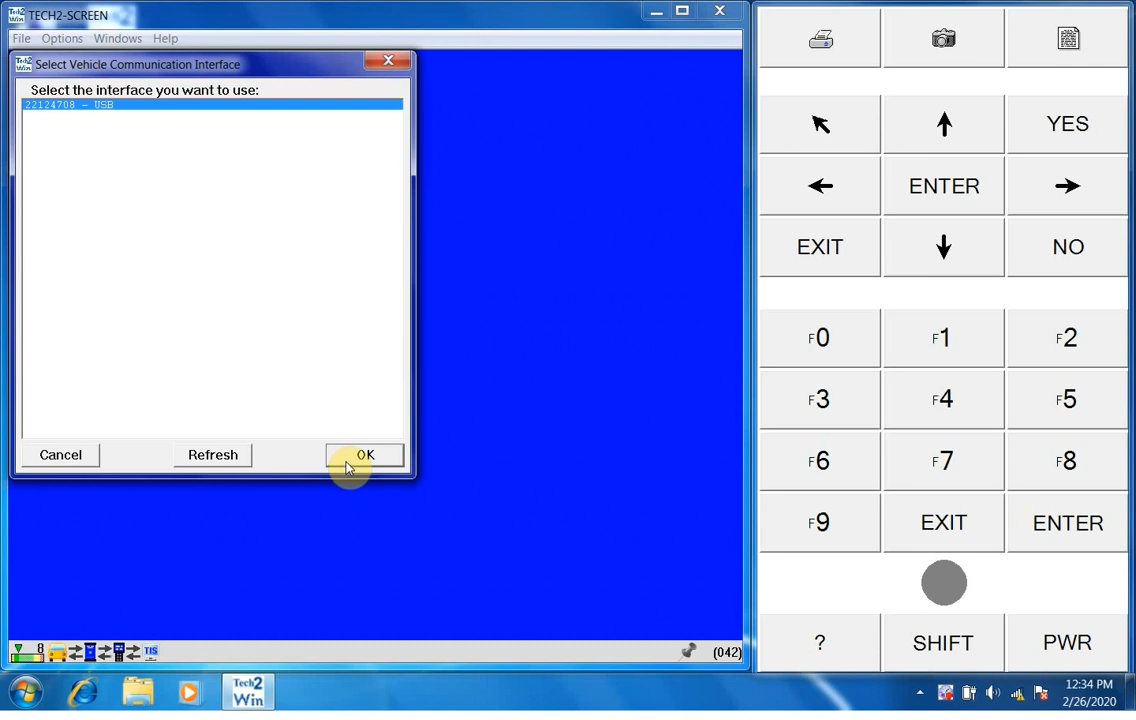 TECH2-SCREEN
File Options Windows Help
Select Vehicle Communication Interface
Select the interface you want to use:
22124708 - USB
Cancel Refresh OK
YES
ENTER
EXIT NO
F0 F1 F2
F3 F4 F5
F6 F7 F8
F9 EXIT ENTER
? SHIFT PWR
8 TIS (042)
Tech2 Win
12:34 PM
2/26/2020